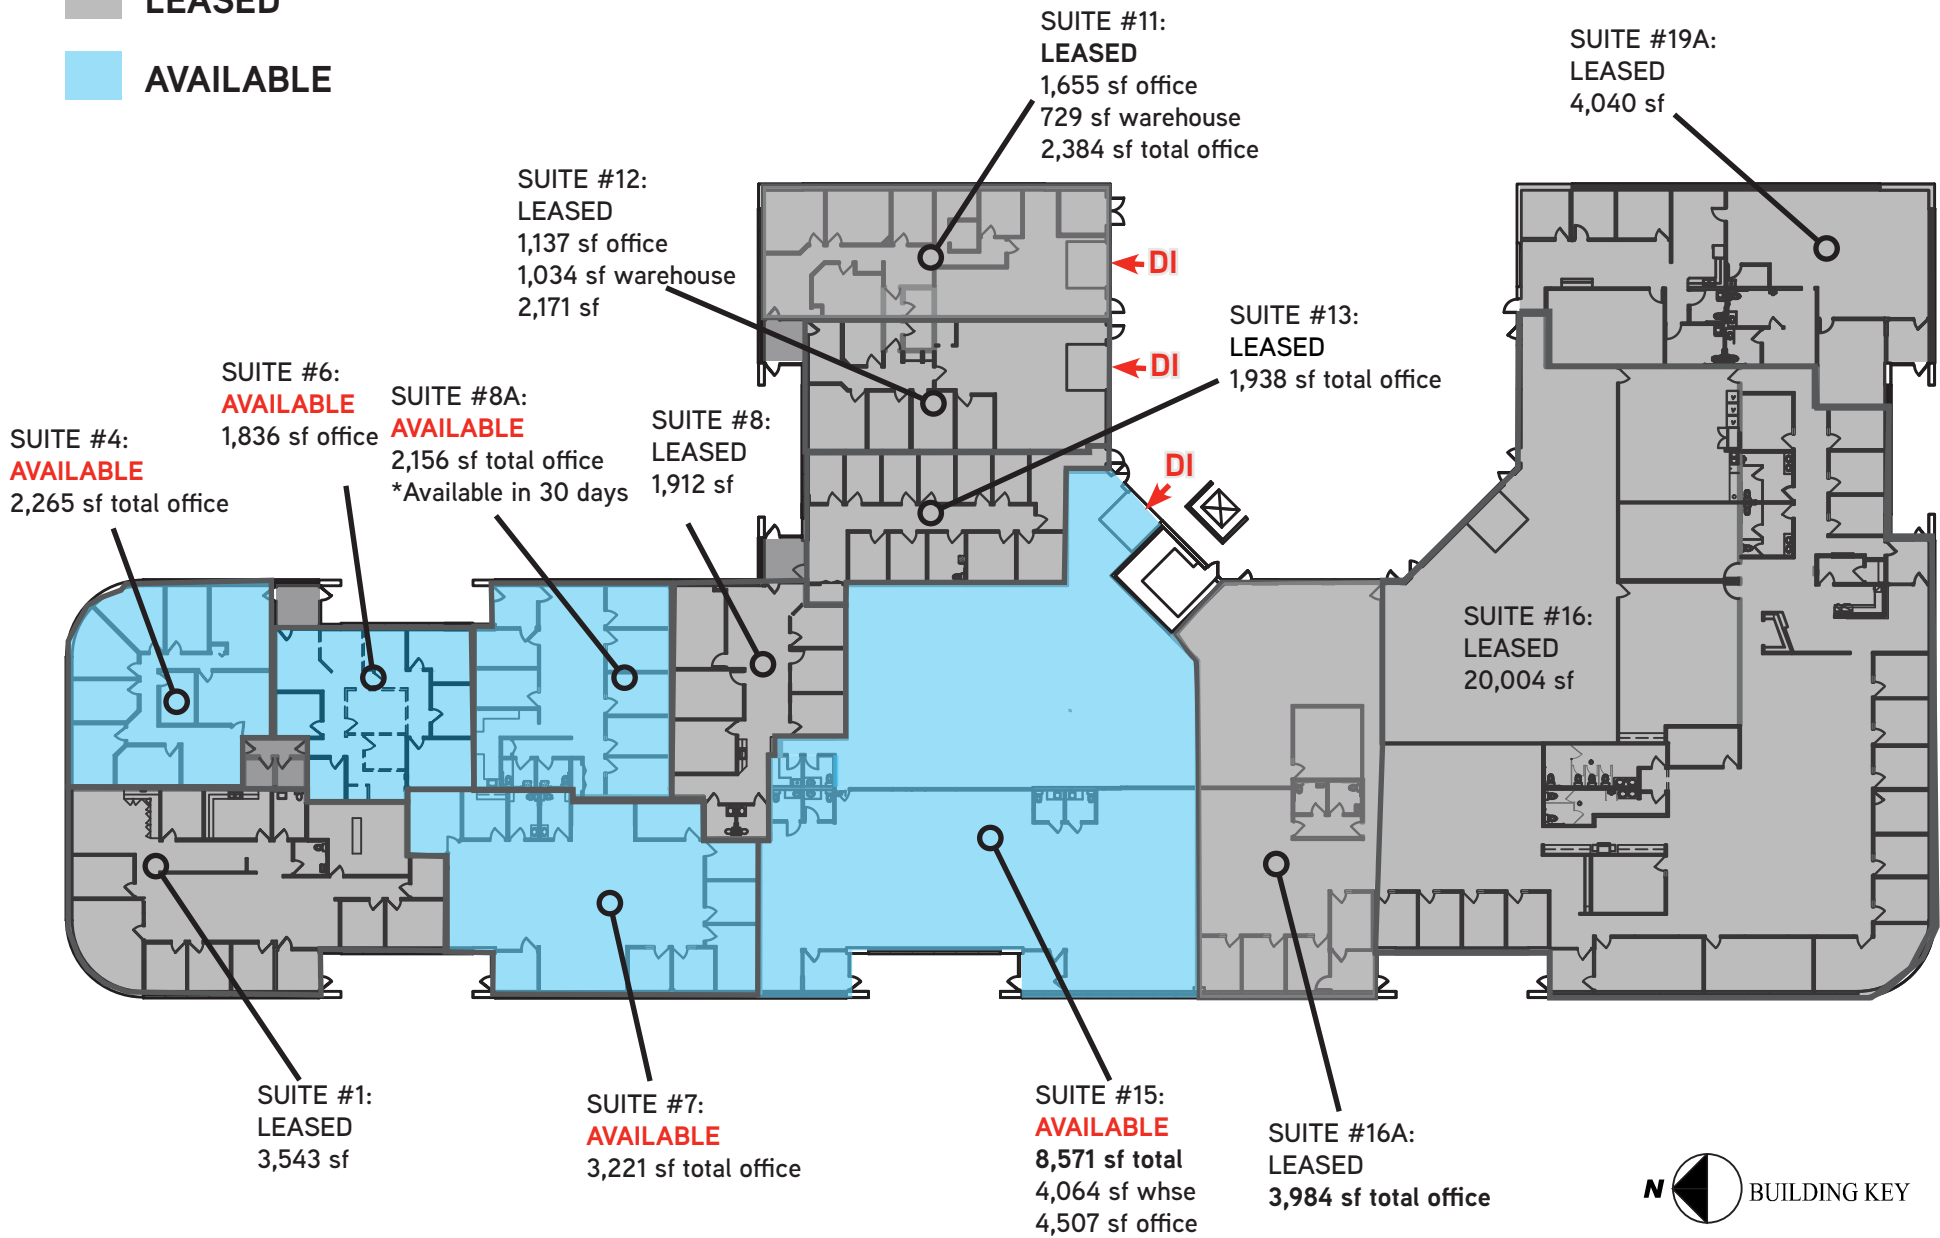 LEASED
AVAILABLE
SUITE #11:
LEASED
1,655 sf office
729 sf warehouse
2,384 sf total office
SUITE #19A:
LEASED
4,040 sf
SUITE #12:
LEASED
1,137 sf office
1,034 sf warehouse
2,171 sf
DI
DI
SUITE #13:
LEASED
1,938 sf total office
SUITE #6:
AVAILABLE
1,836 sf office
SUITE #8A:
AVAILABLE
2,156 sf total office
*Available in 30 days
SUITE #8:
LEASED
1,912 sf
SUITE #4:
AVAILABLE
2,265 sf total office
DI
SUITE #16:
LEASED
20,004 sf
SUITE #1:
LEASED
3,543 sf
SUITE #7:
AVAILABLE
3,221 sf total office
SUITE #15:
AVAILABLE
8,571 sf total
4,064 sf whse
4,507 sf office
SUITE #16A:
LEASED
3,984 sf total office
N BUILDING KEY